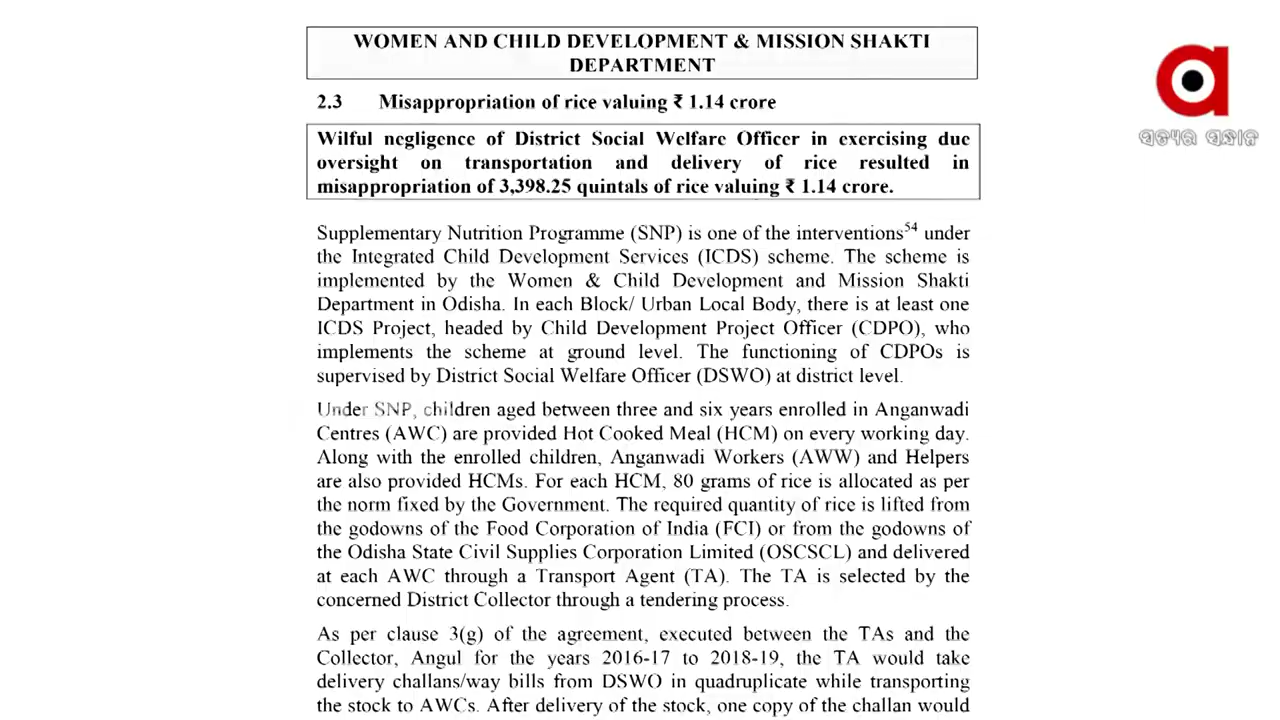 WOMEN AND CHILD DEVELOPMENT & MISSION SHAKTI
DEPARTMENT
2.3 Misappropriation of rice valuing ₹ 1.14 crore
Wilful negligence of District Social Welfare Officer in exercising due
oversight on transportation and delivery of rice resulted in
misappropriation of 3,398.25 quintals of rice valuing ₹ 1.14 crore.
Supplementary Nutrition Programme (SNP) is one of the interventions54 under
the Integrated Child Development Services (ICDS) scheme. The scheme is
implemented by the Women & Child Development and Mission Shakti
Department in Odisha. In each Block/ Urban Local Body, there is at least one
ICDS Project, headed by Child Development Project Officer (CDPO), who
implements the scheme at ground level. The functioning of CDPOs is
supervised by District Social Welfare Officer (DSWO) at district level.
Under SNP, children aged between three and six years enrolled in Anganwadi
Centres (AWC) are provided Hot Cooked Meal (HCM) on every working day.
Along with the enrolled children, Anganwadi Workers (AWW) and Helpers
are also provided HCMs. For each HCM, 80 grams of rice is allocated as per
the norm fixed by the Government. The required quantity of rice is lifted from
the godowns of the Food Corporation of India (FCI) or from the godowns of
the Odisha State Civil Supplies Corporation Limited (OSCSCL) and delivered
at each AWC through a Transport Agent (TA). The TA is selected by the
concerned District Collector through a tendering process.
As per clause 3(g) of the agreement, executed between the TAs and the
Collector, Angul for the years 2016-17 to 2018-19, the TA would take
delivery challans/way bills from DSWO in quadruplicate while transporting
the stock to AWCs. After delivery of the stock, one copy of the challan would
ସତ୍ୟର ସନ୍ଧାନ